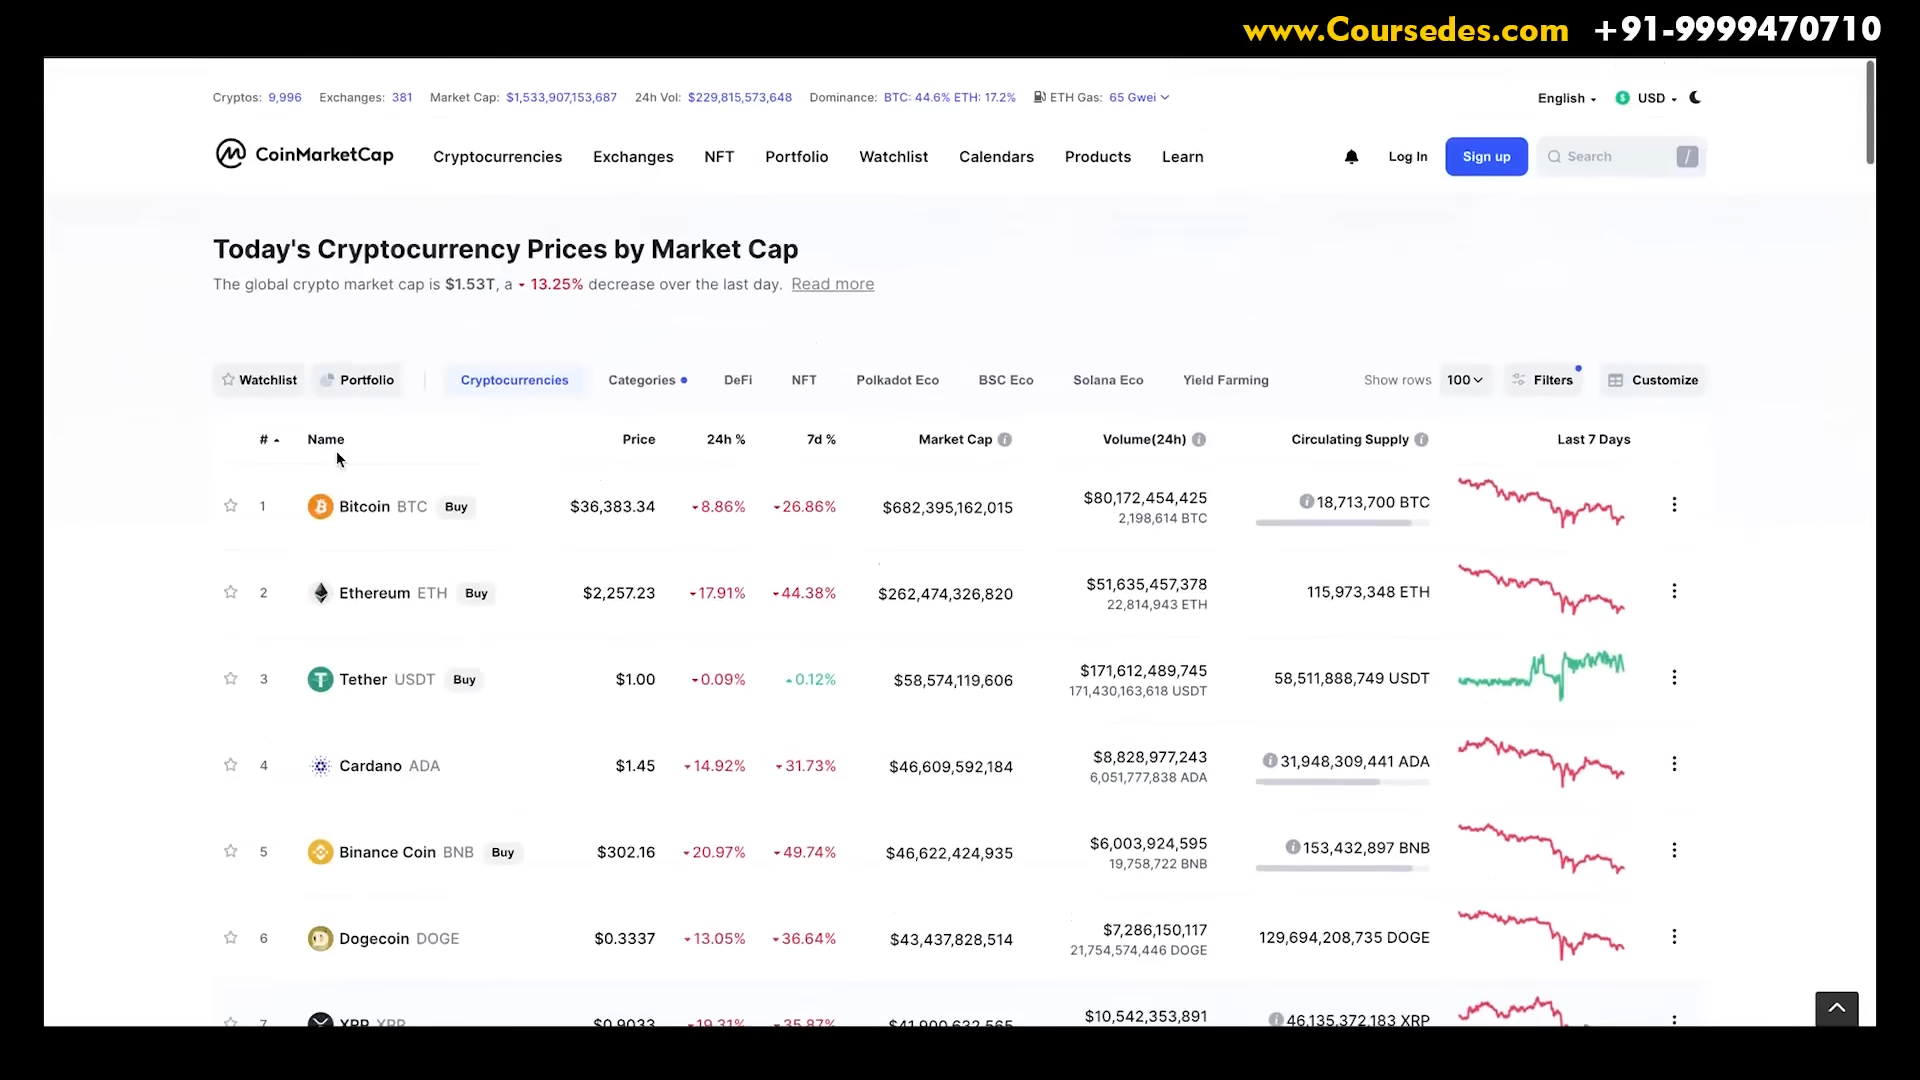 www.Coursedes.com +91-9999470710
Cryptos: 9,996 Exchanges: 381 Market Cap: $1,533,907,153,687 24h Vol: $229,815,573,648 Dominance: BTC: 44.6% ETH: 17.2% ETH Gas: 65 Gwei English USD
CoinMarketCap Cryptocurrencies Exchanges NFT Portfolio Watchlist Calendars Products Learn Log In Sign up Search /
Today's Cryptocurrency Prices by Market Cap
The global crypto market cap is $1.53T, a 13.25% decrease over the last day. Read more
Watchlist Portfolio Cryptocurrencies Categories DeFi NFT Polkadot Eco BSC Eco Solana Eco Yield Farming Show rows 100 Filters Customize
# Name Price 24h % 7d % Market Cap Volume(24h) Circulating Supply Last 7 Days
1 Bitcoin BTC Buy $36,383.34 8.86% 26.86% $682,395,162,015 $80,172,454,425 18,713,700 BTC
2,198,614 BTC
2 Ethereum ETH Buy $2,257.23 17.91% 44.38% $262,474,326,820 $51,635,457,378 115,973,348 ETH
22,814,943 ETH
3 Tether USDT Buy $1.00 0.09% 0.12% $58,574,119,606 $171,612,489,745 58,511,888,749 USDT
171,430,163,618 USDT
4 Cardano ADA $1.45 14.92% 31.73% $46,609,592,184 $8,828,977,243 31,948,309,441 ADA
6,051,777,838 ADA
5 Binance Coin BNB Buy $302.16 20.97% 49.74% $46,622,424,935 $6,003,924,595 153,432,897 BNB
19,758,722 BNB
6 Dogecoin DOGE $0.3337 13.05% 36.64% $43,437,828,514 $7,286,150,117 129,694,208,735 DOGE
21,754,574,446 DOGE
7 XRP XRP $0.9033 19.31% 35.87% $41,900,632,565 $10,542,353,891 46,135,372,183 XRP